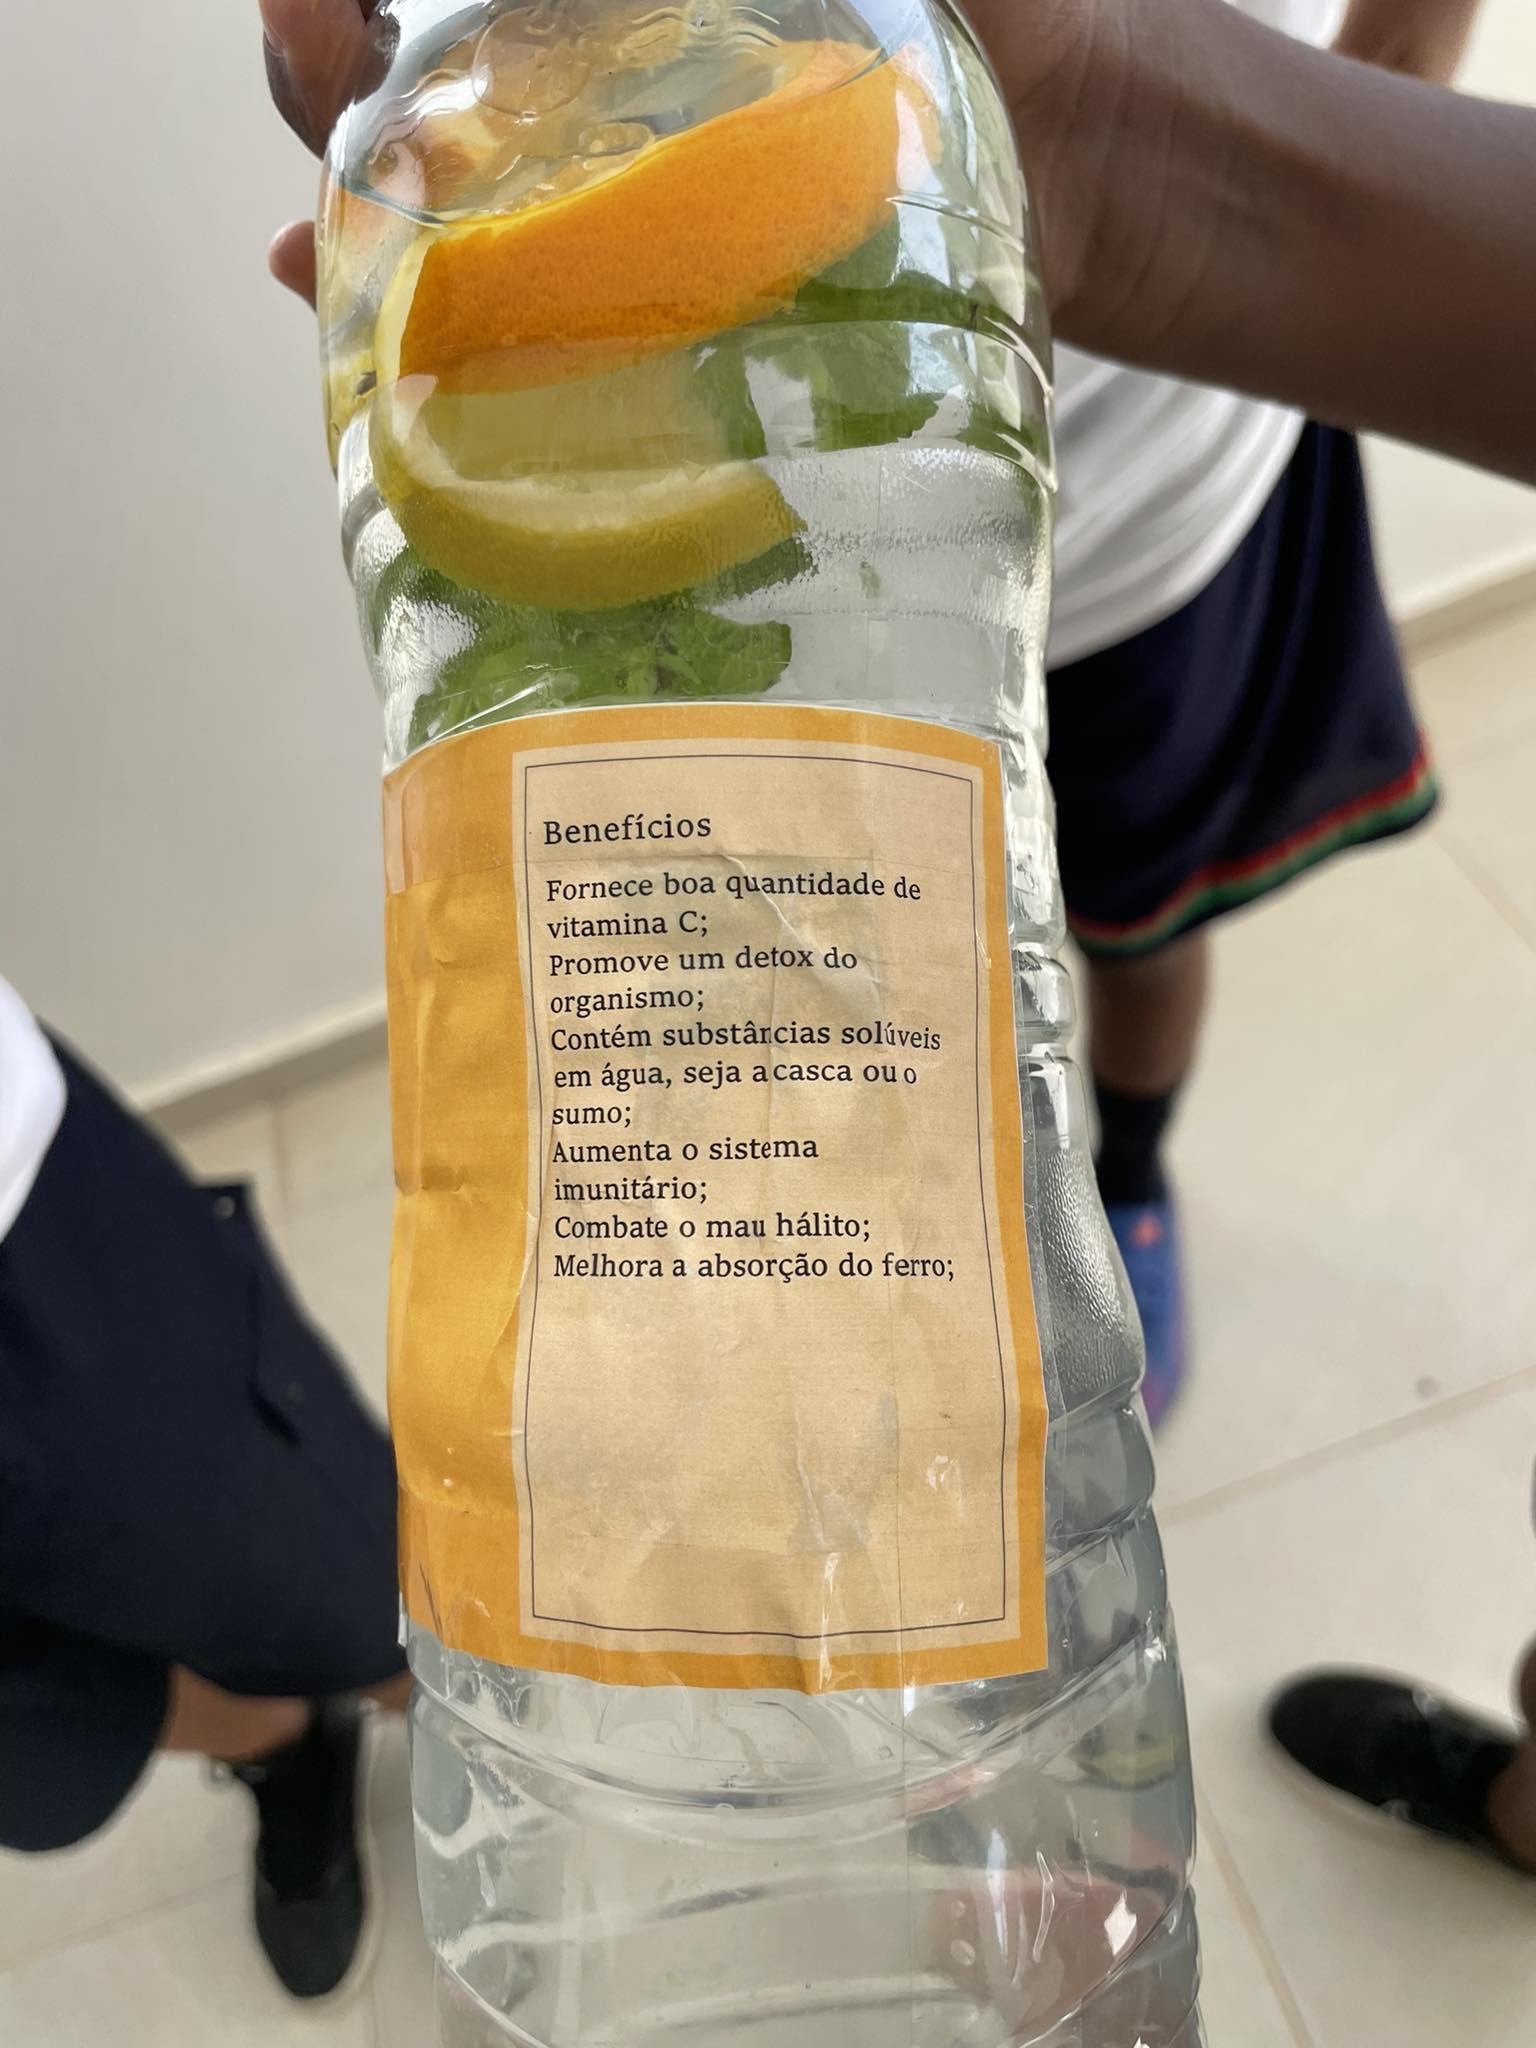 Benefícios
Fornece boa quantidade de
vitamina C;
Promove um detox do
organismo;
Contém substâncias solúveis
em água, seja a casca ou o
sumo;
Aumenta o sistema
imunitário;
Combate o mau hálito;
Melhora a absorção do ferro;